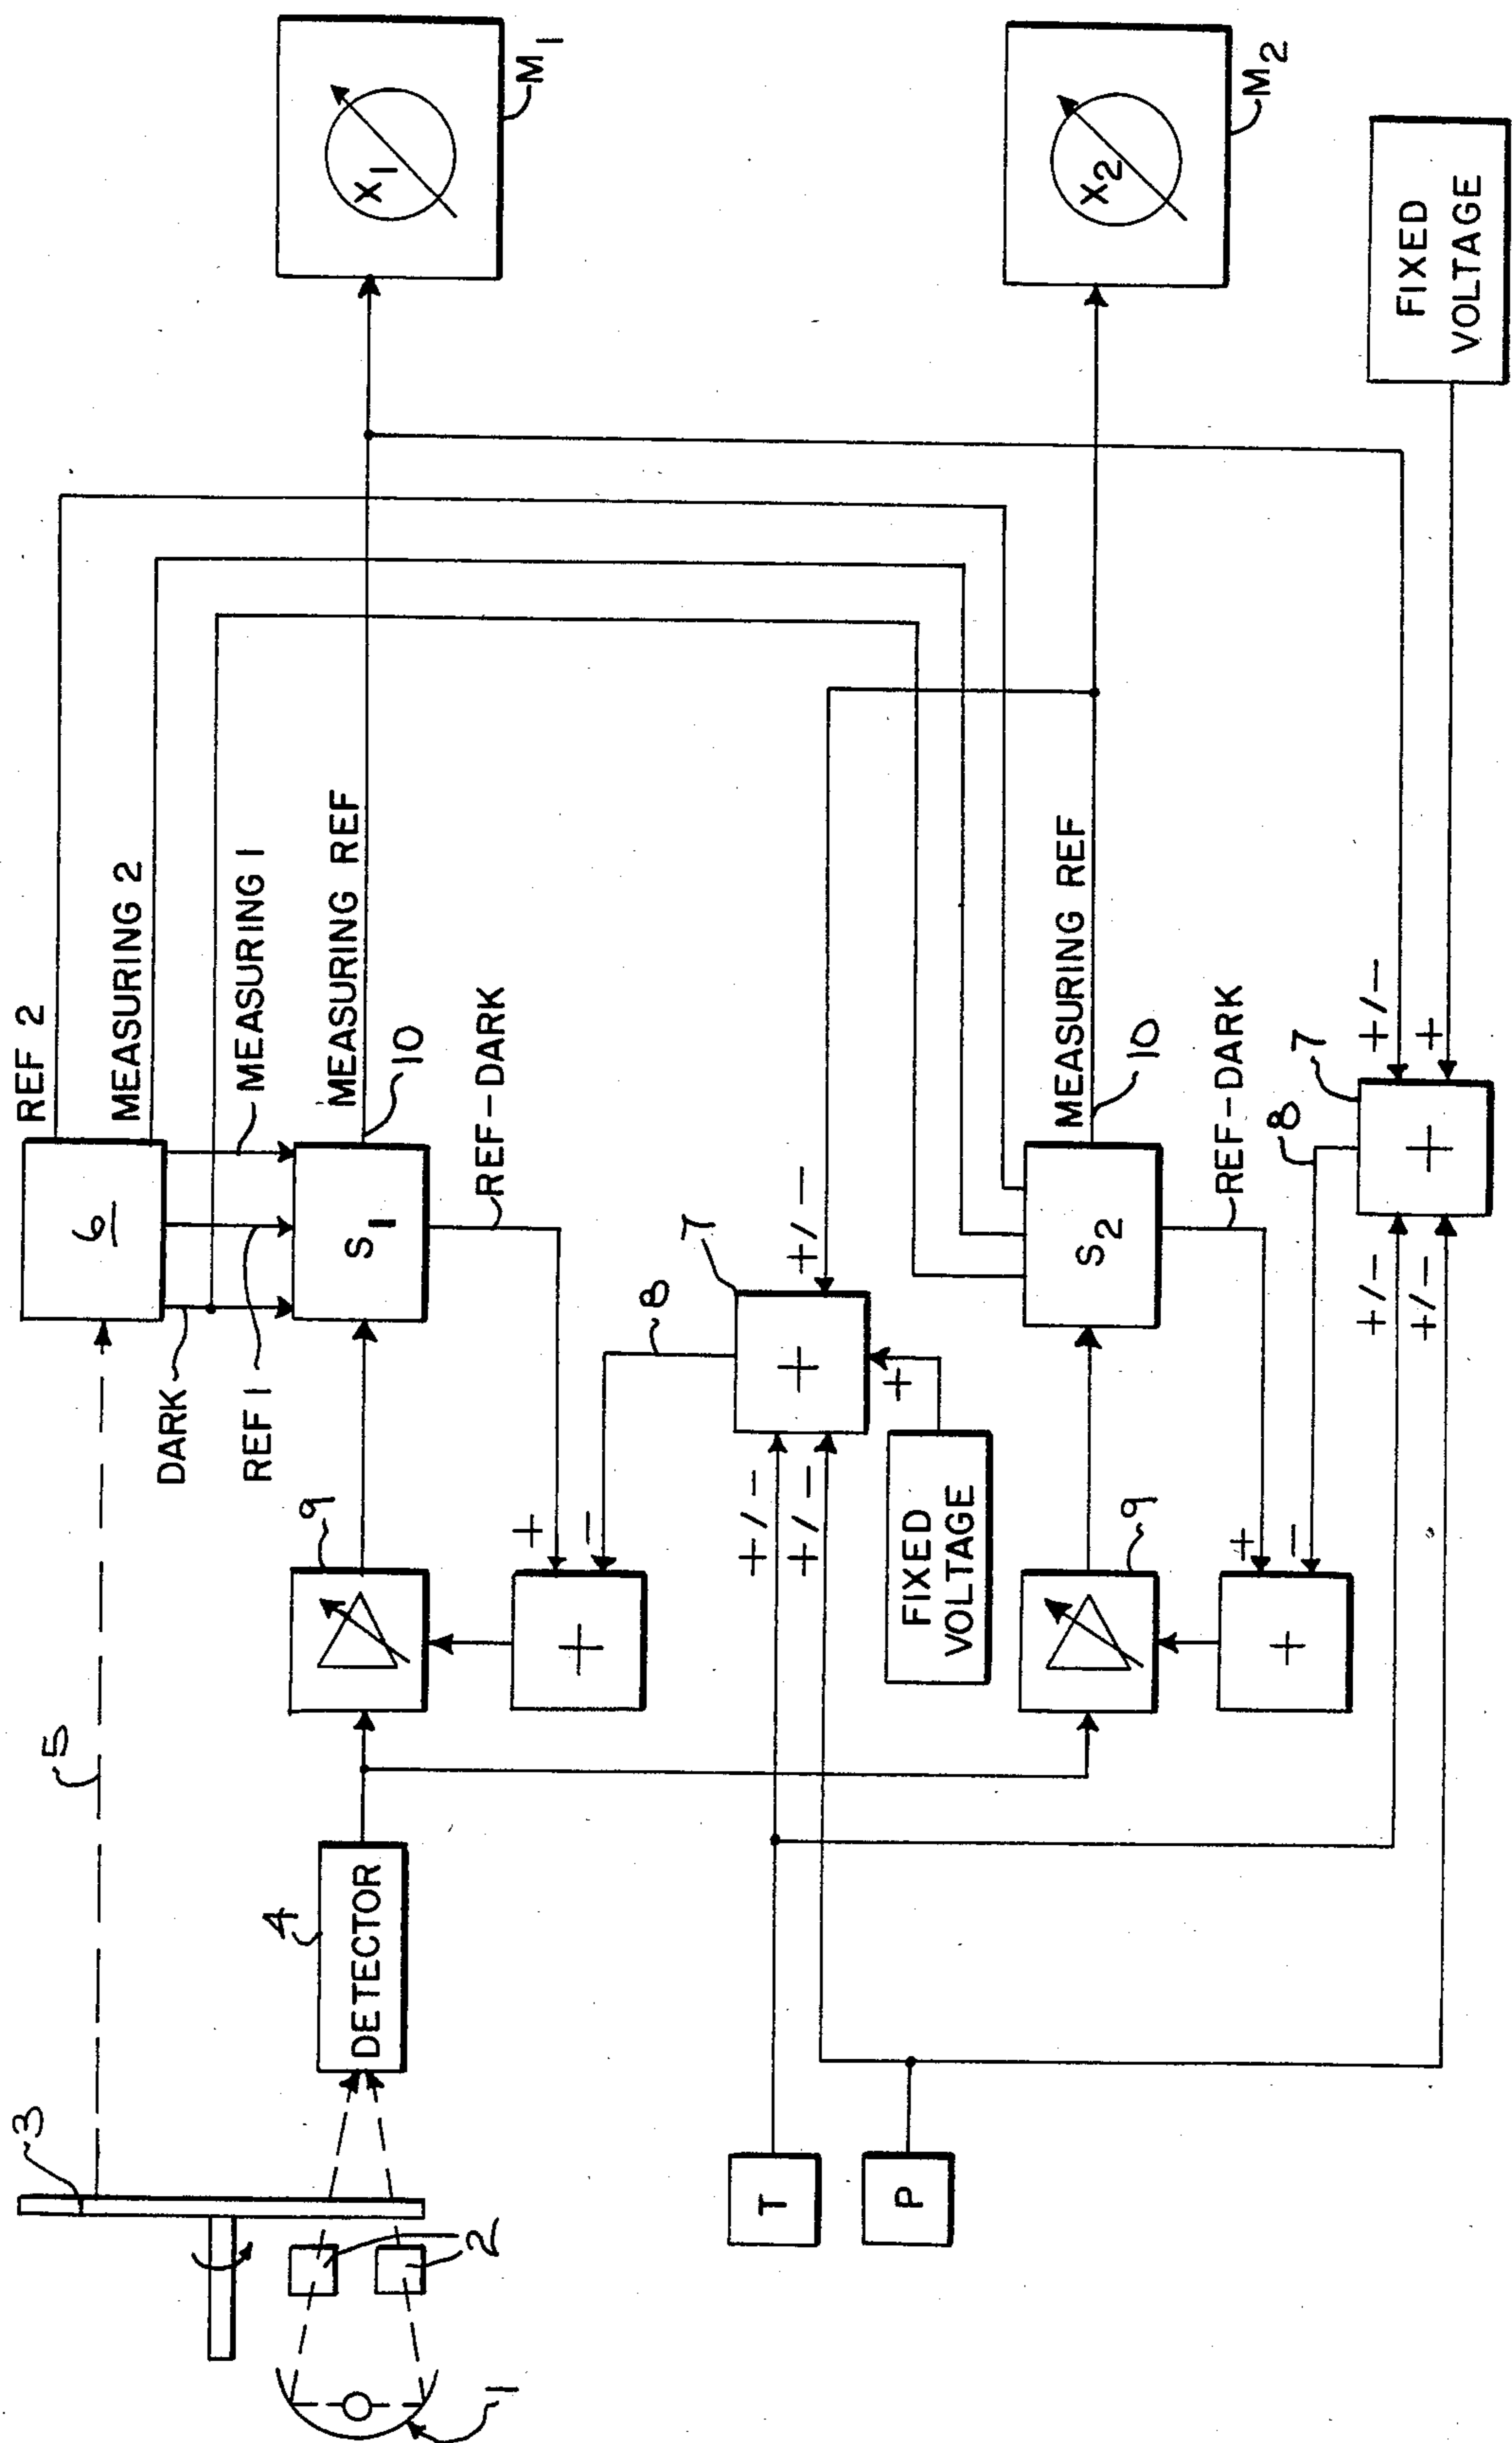 REF 2
MEASURING 2
MEASURING 1
MEASURING REF
10
REF-DARK
6
S1
DARK
REF 1
5
3
4
DETECTOR
9
+
+
-
8
7
+
+/-
+/-
+/-
+
FIXED
VOLTAGE
X1
M1
2
1
T
P
MEASURING REF
10
REF-DARK
S2
X2
M2
9
+
+
-
8
7
+
+/-
+
+/-
+/-
FIXED
VOLTAGE